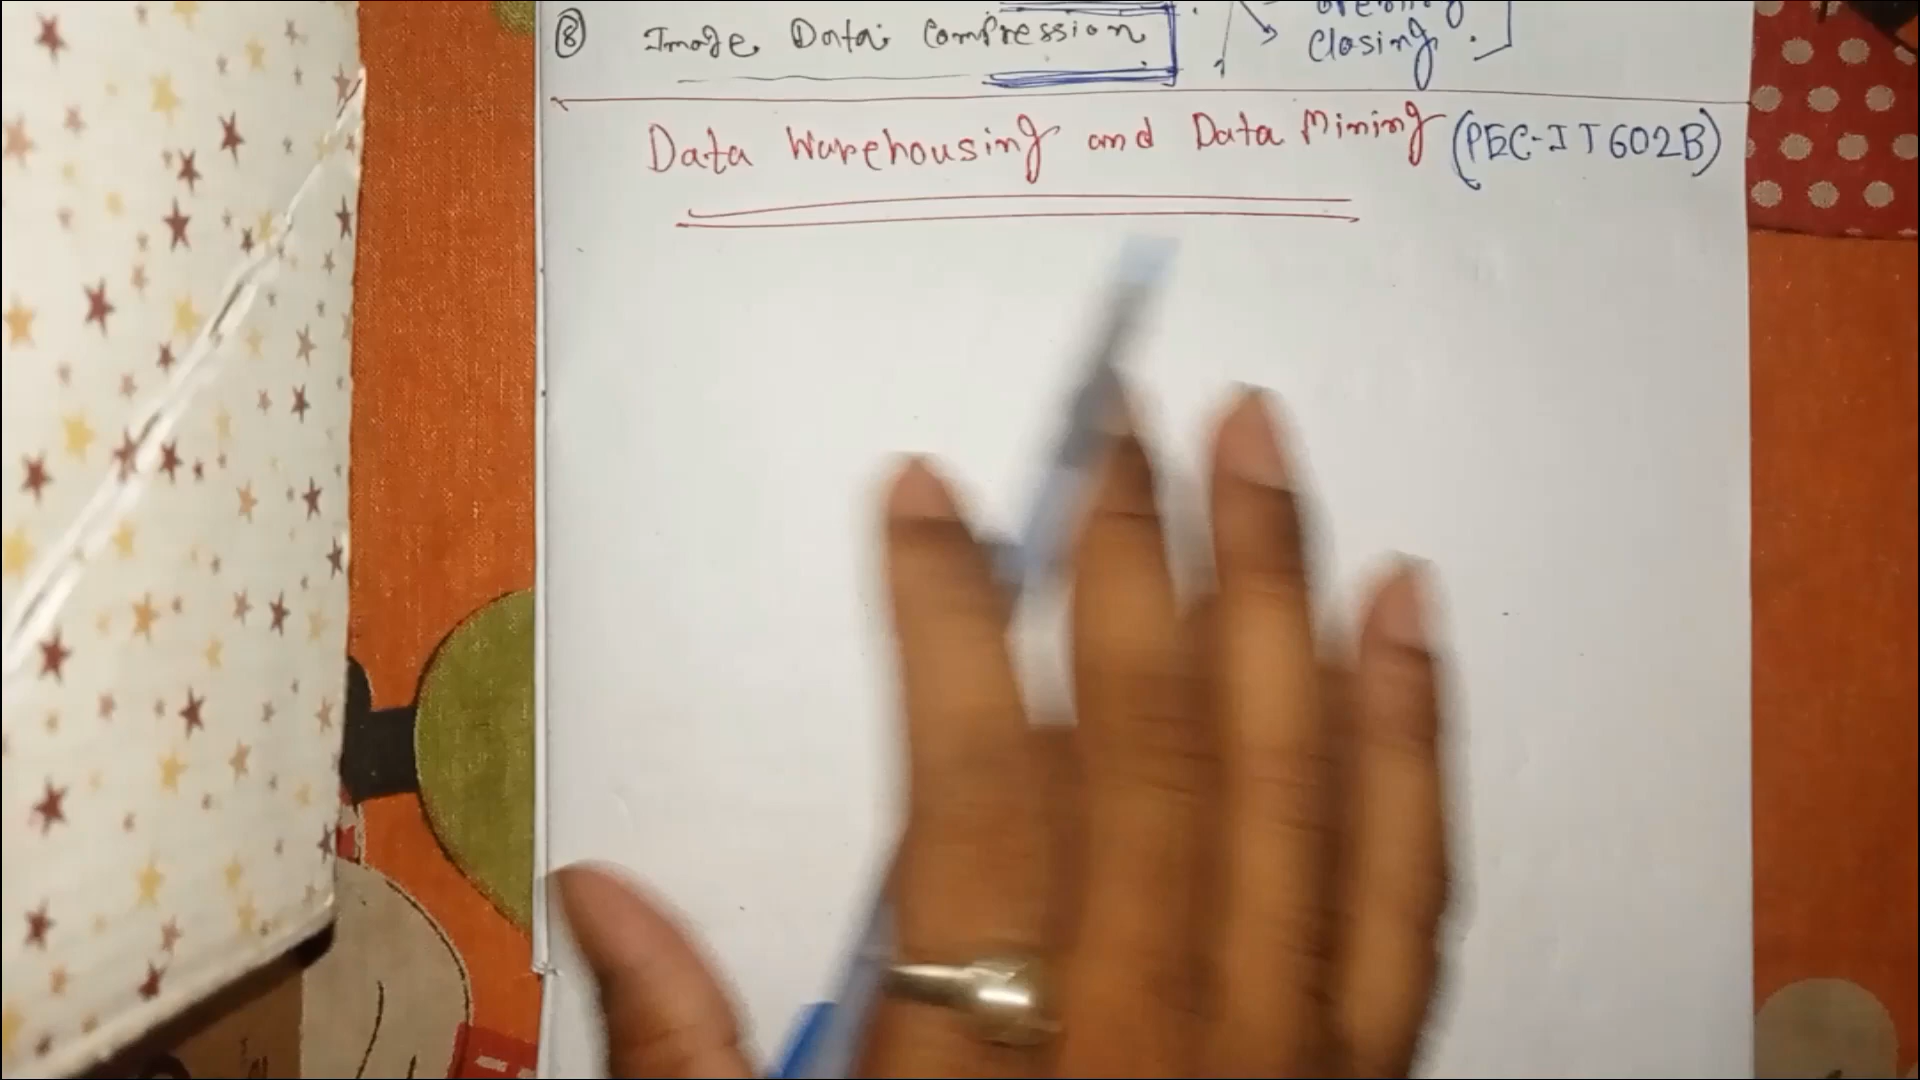 ⑧ Image Data Compression
Closing.
Data Warehousing and Data Mining (PEC-IT602B)